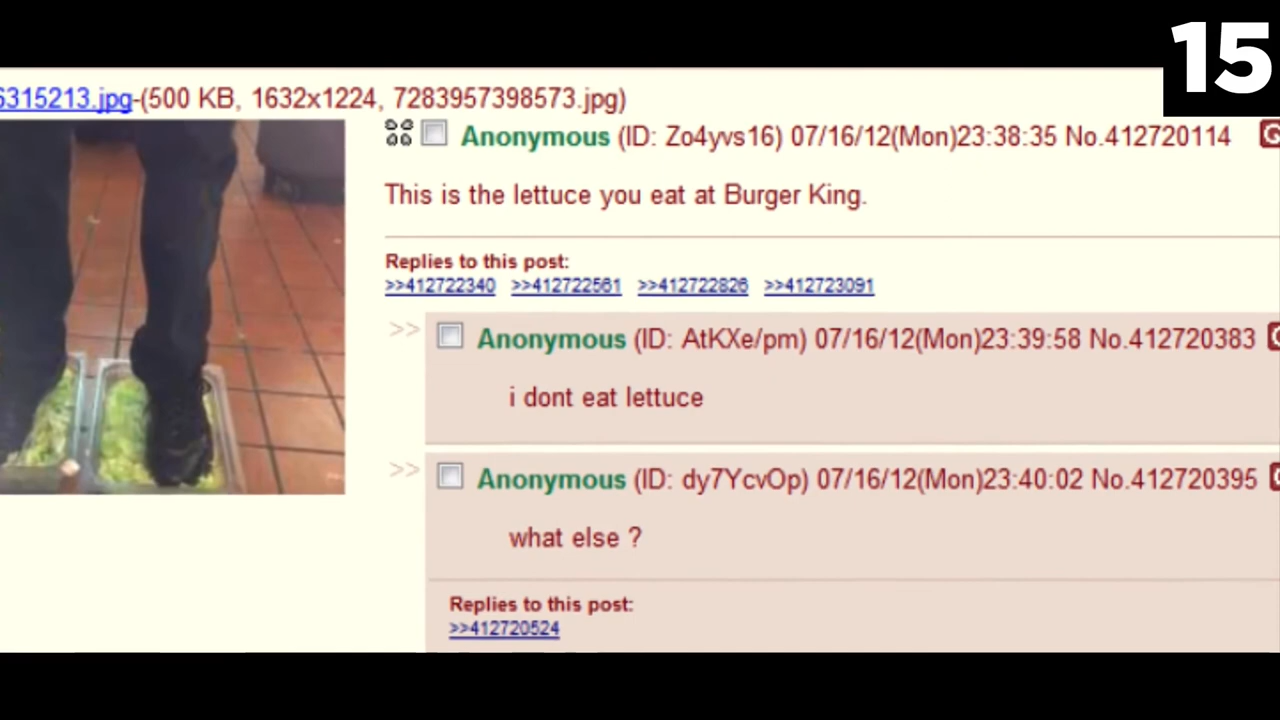 15
6315213.jpg-(500 KB, 1632x1224, 7283957398573.jpg)
Anonymous (ID: Zo4yvs16) 07/16/12(Mon)23:38:35 No.412720114
This is the lettuce you eat at Burger King.
Replies to this post:
>>412722340 >>412722561 >>412722826 >>412723091
>> Anonymous (ID: AtKXe/pm) 07/16/12(Mon)23:39:58 No.412720383
i dont eat lettuce
>> Anonymous (ID: dy7YcvOp) 07/16/12(Mon)23:40:02 No.412720395
what else ?
Replies to this post:
>>412720524